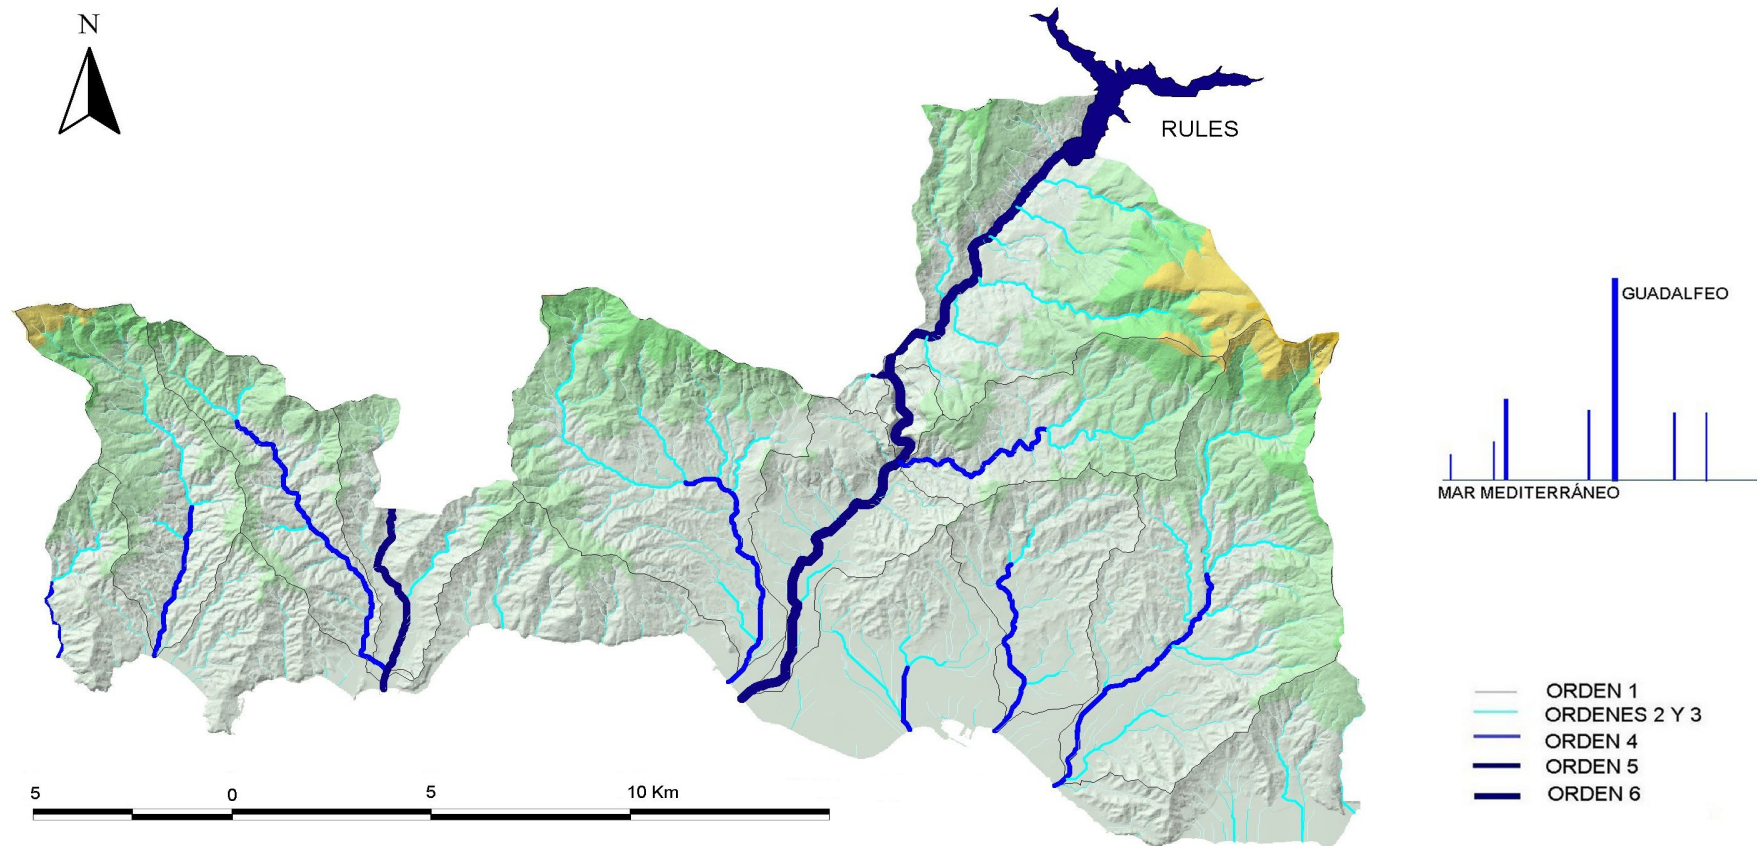 N
RULES
GUADALFEO
MAR MEDITERRÁNEO
ORDEN 1
ORDENES 2 Y 3
ORDEN 4
ORDEN 5
ORDEN 6
5 0 5 10 Km